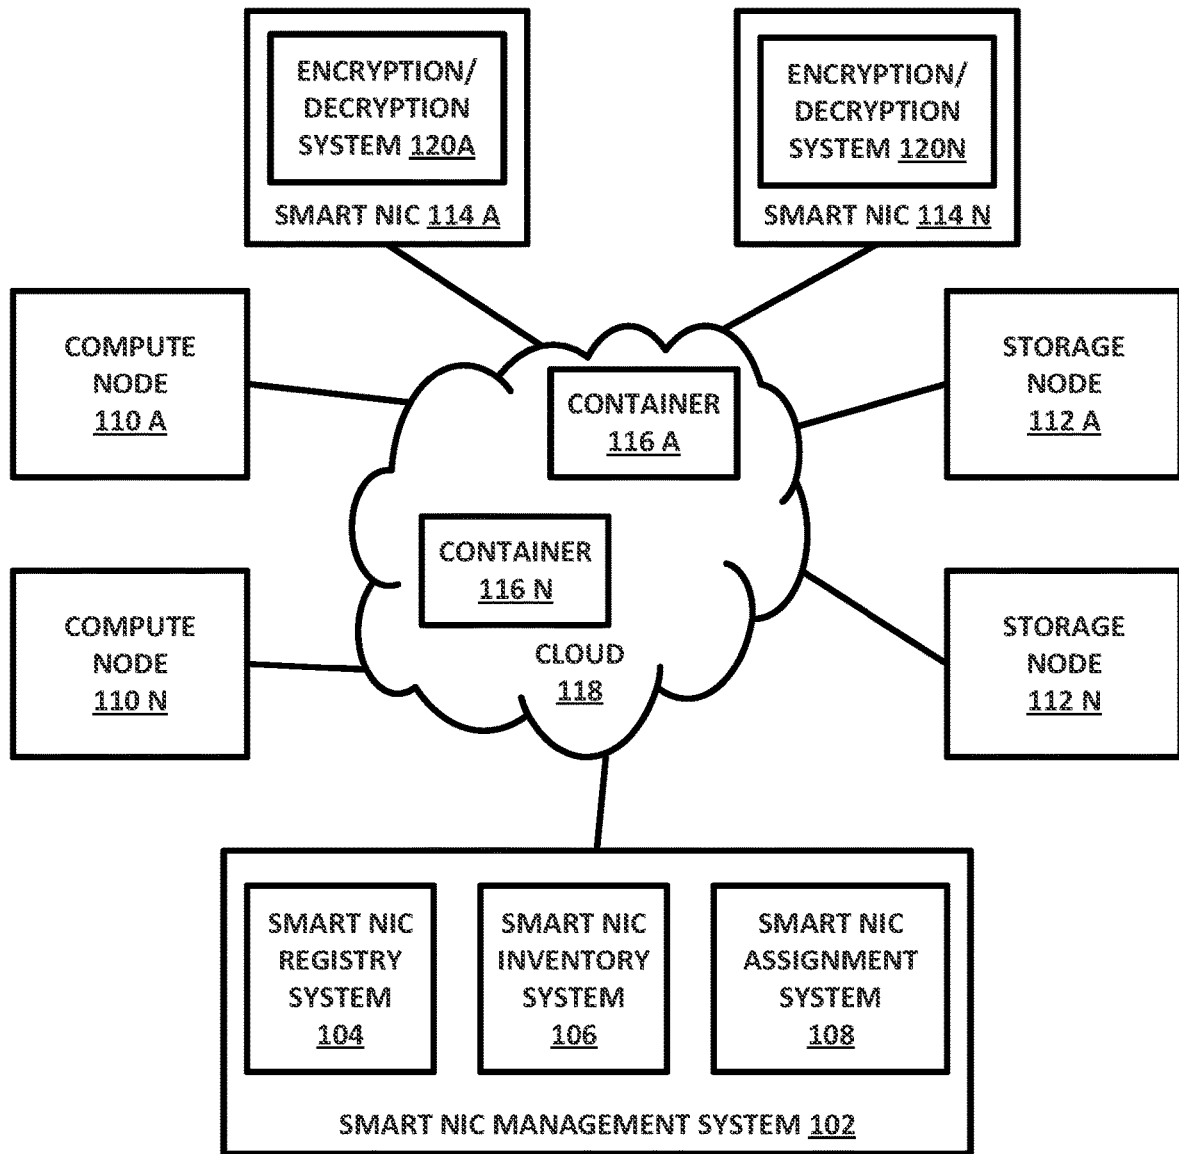 ENCRYPTION/
DECRYPTION
SYSTEM 120A
SMART NIC 114 A
ENCRYPTION/
DECRYPTION
SYSTEM 120N
SMART NIC 114 N
COMPUTE
NODE
110 A
CONTAINER
116 A
STORAGE
NODE
112 A
COMPUTE
NODE
110 N
CONTAINER
116 N
CLOUD
118
STORAGE
NODE
112 N
SMART NIC
REGISTRY
SYSTEM
104
SMART NIC
INVENTORY
SYSTEM
106
SMART NIC
ASSIGNMENT
SYSTEM
108
SMART NIC MANAGEMENT SYSTEM 102